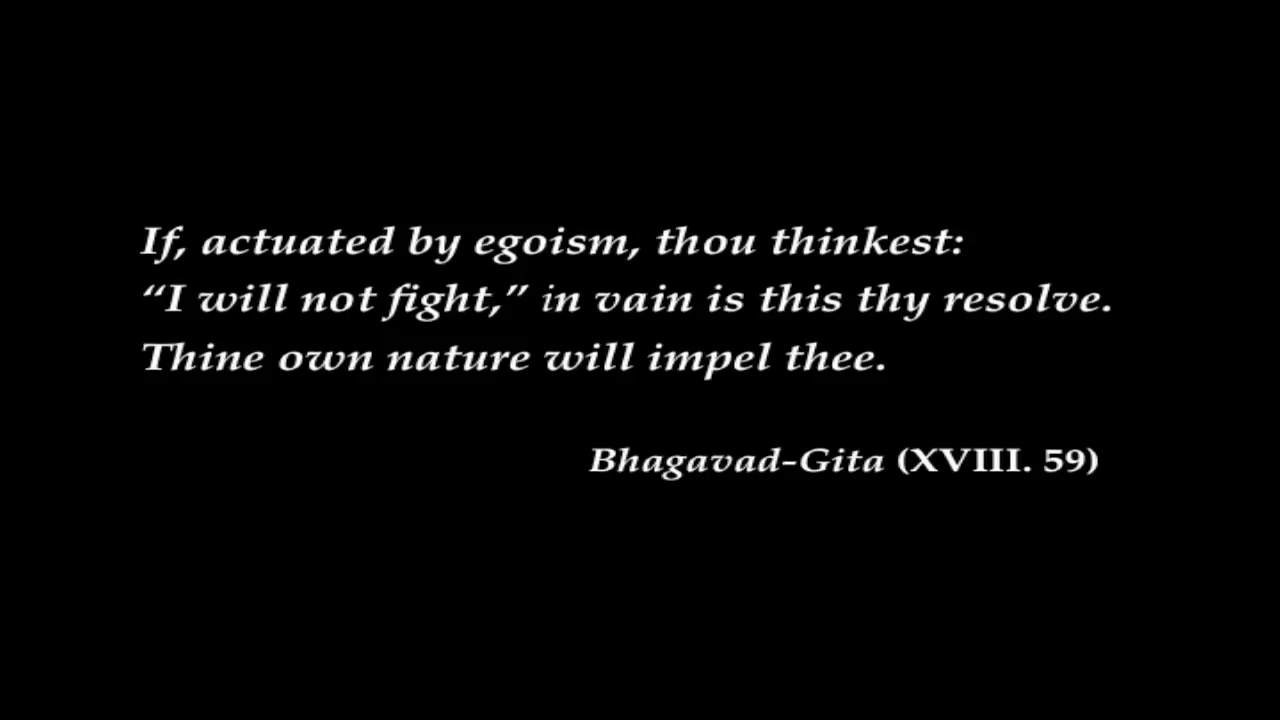 If, actuated by egoism, thou thinkest:
“I will not fight,” in vain is this thy resolve.
Thine own nature will impel thee.
Bhagavad-Gita (XVIII. 59)